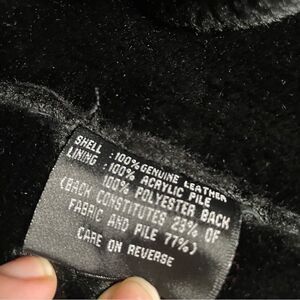 SHELL :100% GENUINE LEATHER
LINING :100% ACRYLIC PILE
100% POLYESTER BACK
(BACK CONSTITUTES 23% OF
FABRIC AND PILE 77%)
CARE ON REVERSE